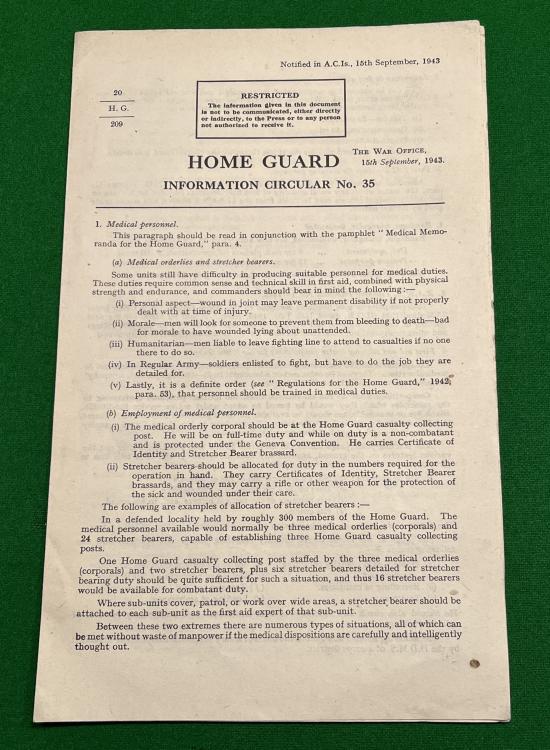 Notified in A.C.Is., 15th September, 1943
20
H. G.
209
RESTRICTED
The information given in this document
is not to be communicated, either directly
or indirectly, to the Press or to any person
not authorized to receive it.
THE WAR OFFICE,
15th September, 1943.
HOME GUARD
INFORMATION CIRCULAR No. 35
1. Medical personnel.
This paragraph should be read in conjunction with the pamphlet " Medical Memo-
randa for the Home Guard," para. 4.
(a) Medical orderlies and stretcher bearers.
Some units still have difficulty in producing suitable personnel for medical duties.
These duties require common sense and technical skill in first aid, combined with physical
strength and endurance, and commanders should bear in mind the following :—
(i) Personal aspect—wound in joint may leave permanent disability if not properly
dealt with at time of injury.
(ii) Morale—men will look for someone to prevent them from bleeding to death—bad
for morale to have wounded lying about unattended.
(iii) Humanitarian—men liable to leave fighting line to attend to casualties if no one
there to do so.
(iv) In Regular Army—soldiers enlisted to fight, but have to do the job they are
detailed for.
(v) Lastly, it is a definite order (see " Regulations for the Home Guard," 1942,
para. 53), that personnel should be trained in medical duties.
(b) Employment of medical personnel.
(i) The medical orderly corporal should be at the Home Guard casualty collecting
post. He will be on full-time duty and while on duty is a non-combatant
and is protected under the Geneva Convention. He carries Certificate of
Identity and Stretcher Bearer brassard.
(ii) Stretcher bearers should be allocated for duty in the numbers required for the
operation in hand. They carry Certificates of Identity, Stretcher Bearer
brassards, and they may carry a rifle or other weapon for the protection of
the sick and wounded under their care.
The following are examples of allocation of stretcher bearers :—
In a defended locality held by roughly 300 members of the Home Guard. The
medical personnel available would normally be three medical orderlies (corporals) and
24 stretcher bearers, capable of establishing three Home Guard casualty collecting
posts.
One Home Guard casualty collecting post staffed by the three medical orderlies
(corporals) and two stretcher bearers, plus six stretcher bearers detailed for stretcher
bearing duty should be quite sufficient for such a situation, and thus 16 stretcher bearers
would be available for combatant duty.
Where sub-units cover, patrol, or work over wide areas, a stretcher bearer should be
attached to each sub-unit as the first aid expert of that sub-unit.
Between these two extremes there are numerous types of situations, all of which can
be met without waste of manpower if the medical dispositions are carefully and intelligently
thought out.